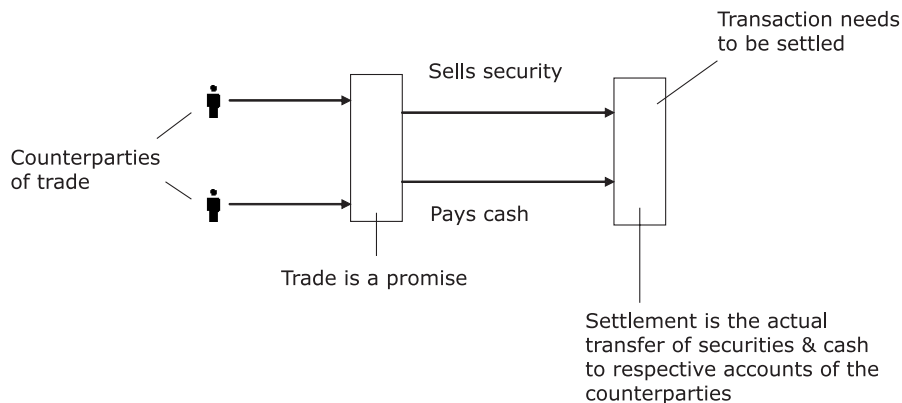 Transaction needs
to be settled
Sells security
Counterparties
of trade
Pays cash
Trade is a promise
Settlement is the actual
transfer of securities & cash
to respective accounts of the
counterparties